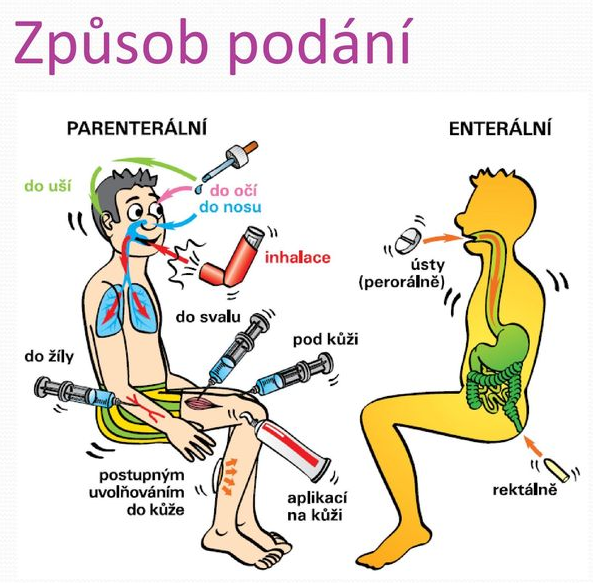 Způsob podání
PARENTERÁLNÍ
do uší
do očí
do nosu
inhalace
do svalu
pod kůži
do žíly
postupným
uvolňováním
do kůže
aplikací
na kůži
ENTERÁLNÍ
ústy
(perorálně)
rektálně